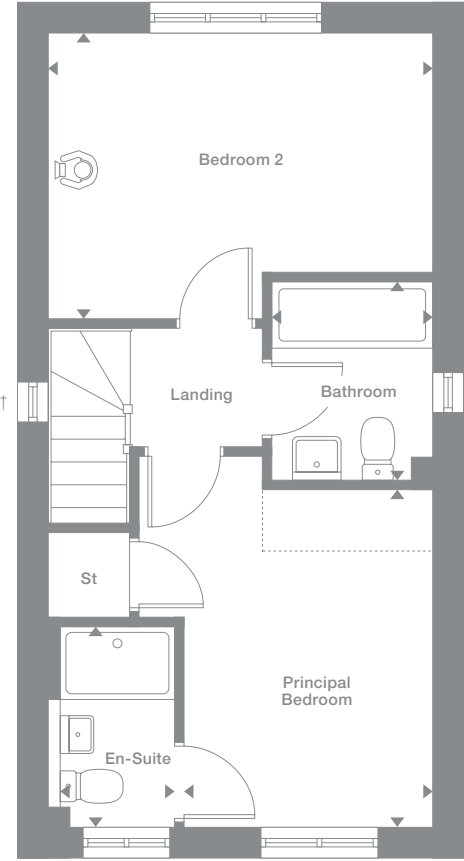 Bedroom 2
†
Landing
Bathroom
St
Principal
Bedroom
En-Suite